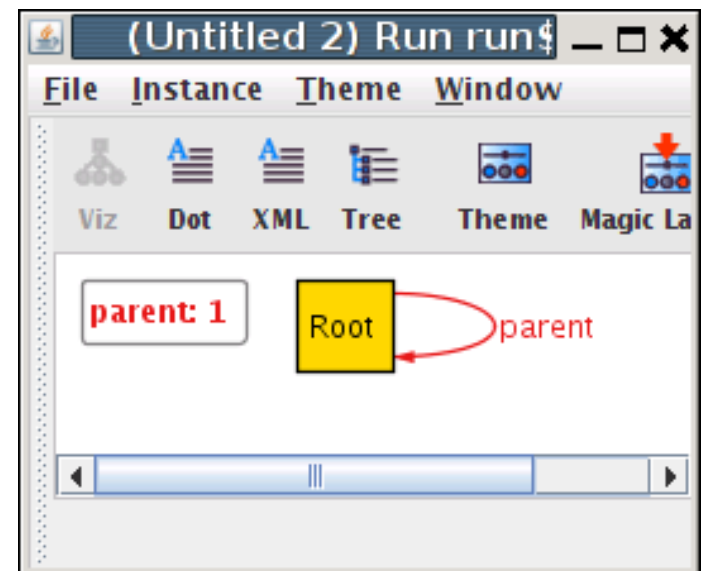 (Untitled 2) Run run$
File Instance Theme Window
Viz Dot XML Tree Theme Magic La
parent: 1
Root
parent